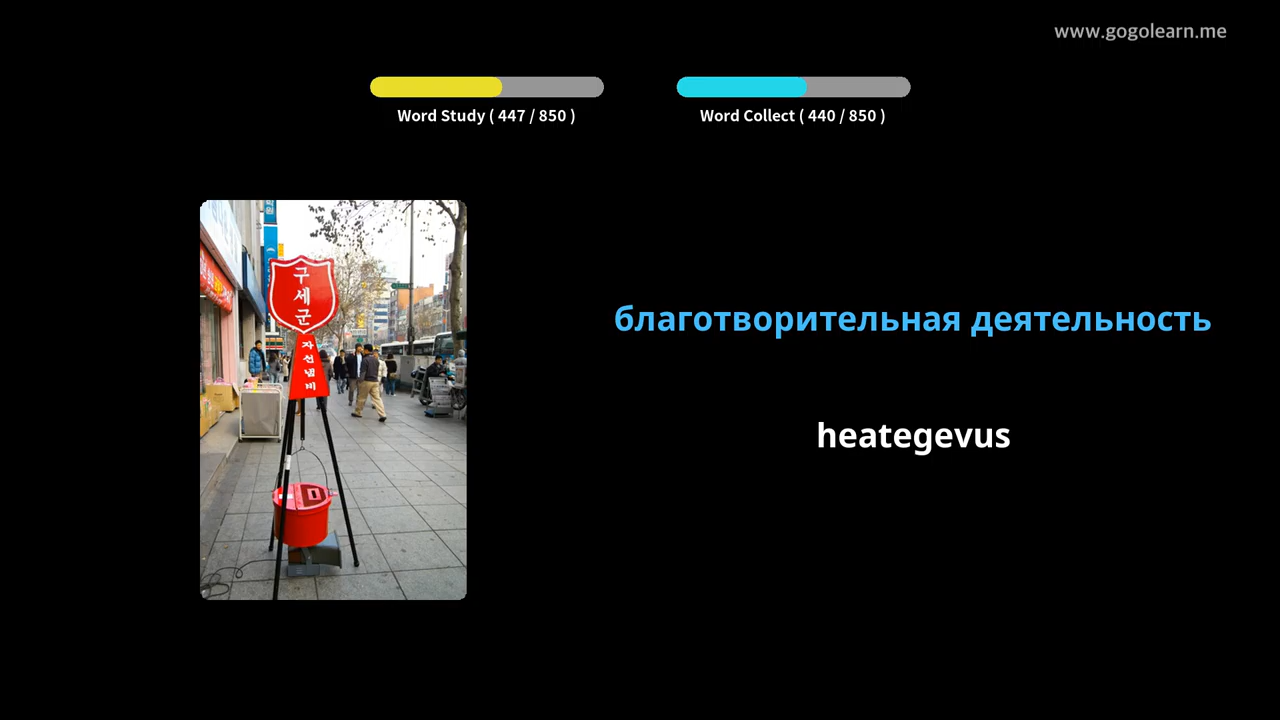 www.gogolearn.me
Word Study ( 447 / 850 )
Word Collect ( 440 / 850 )
구세군
자선냄비
благотворительная деятельность
heategevus